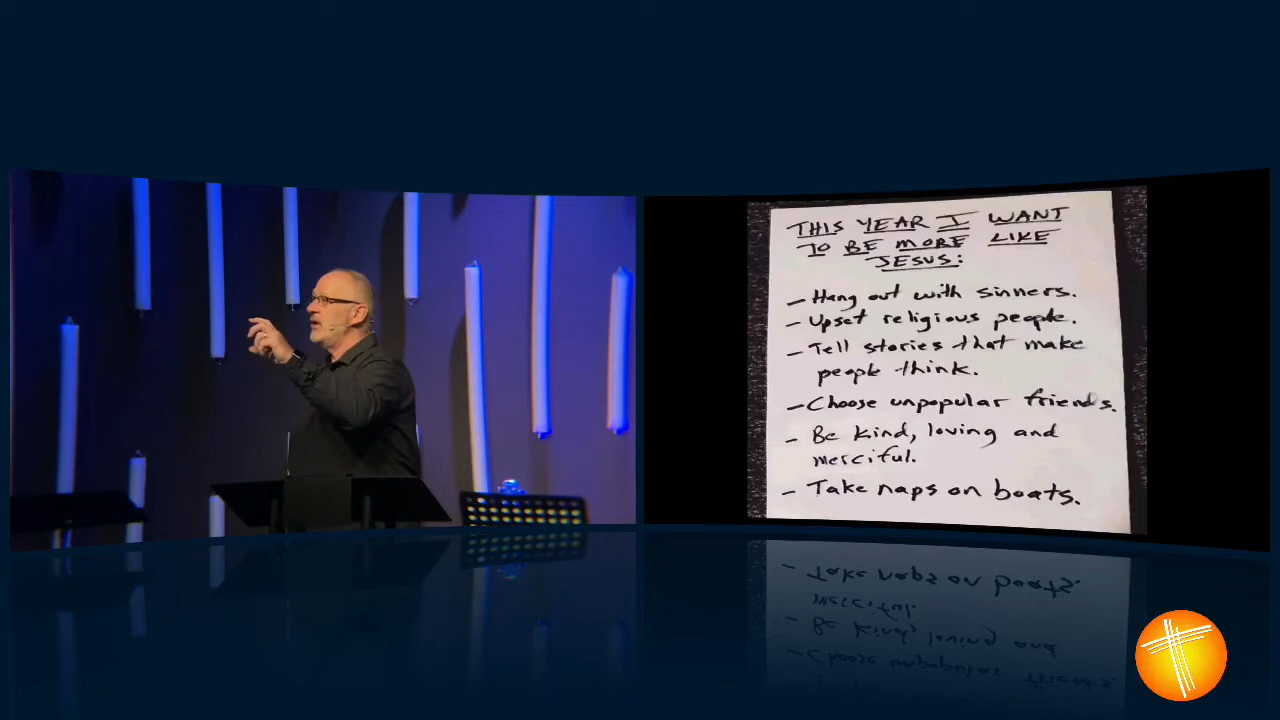 THIS YEAR I WANT
TO BE MORE LIKE
JESUS:
- Hang out with sinners.
- Upset religious people.
- Tell stories that make
people think.
- Choose unpopular friends.
- Be kind, loving and
merciful.
- Take naps on boats.